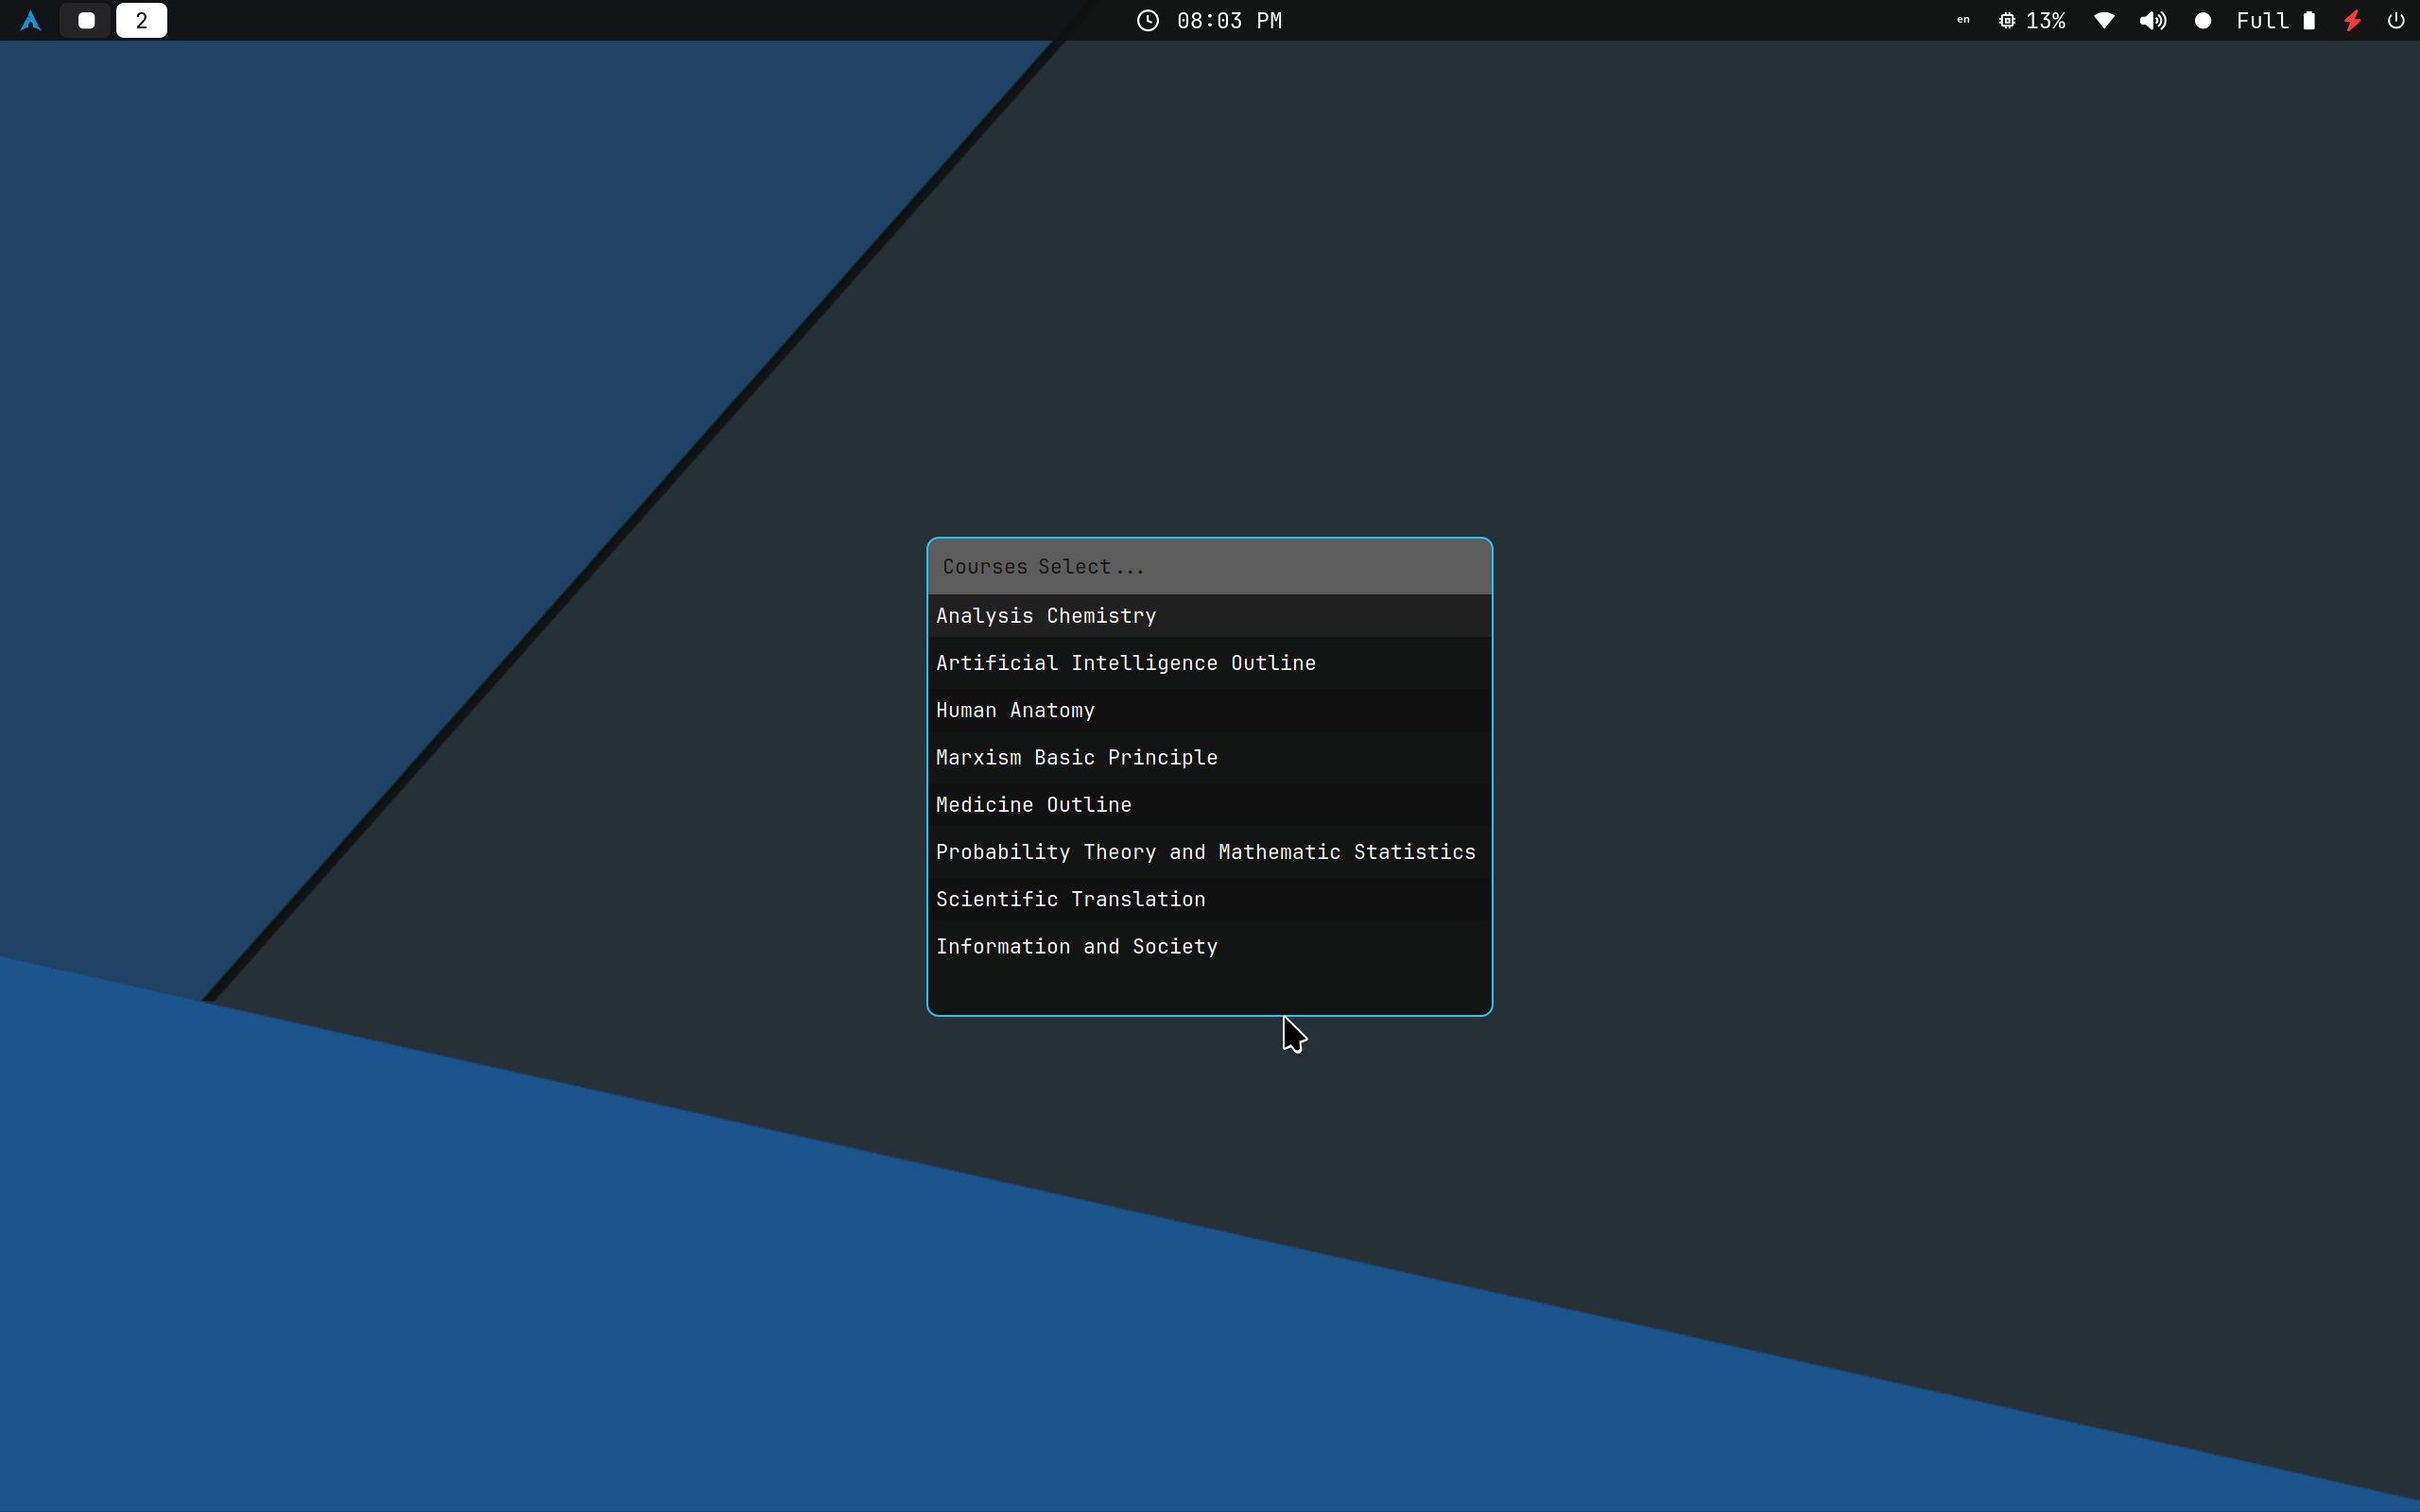 2
08:03 PM
en
13%
Full
Courses Select...
Analysis Chemistry
Artificial Intelligence Outline
Human Anatomy
Marxism Basic Principle
Medicine Outline
Probability Theory and Mathematic Statistics
Scientific Translation
Information and Society